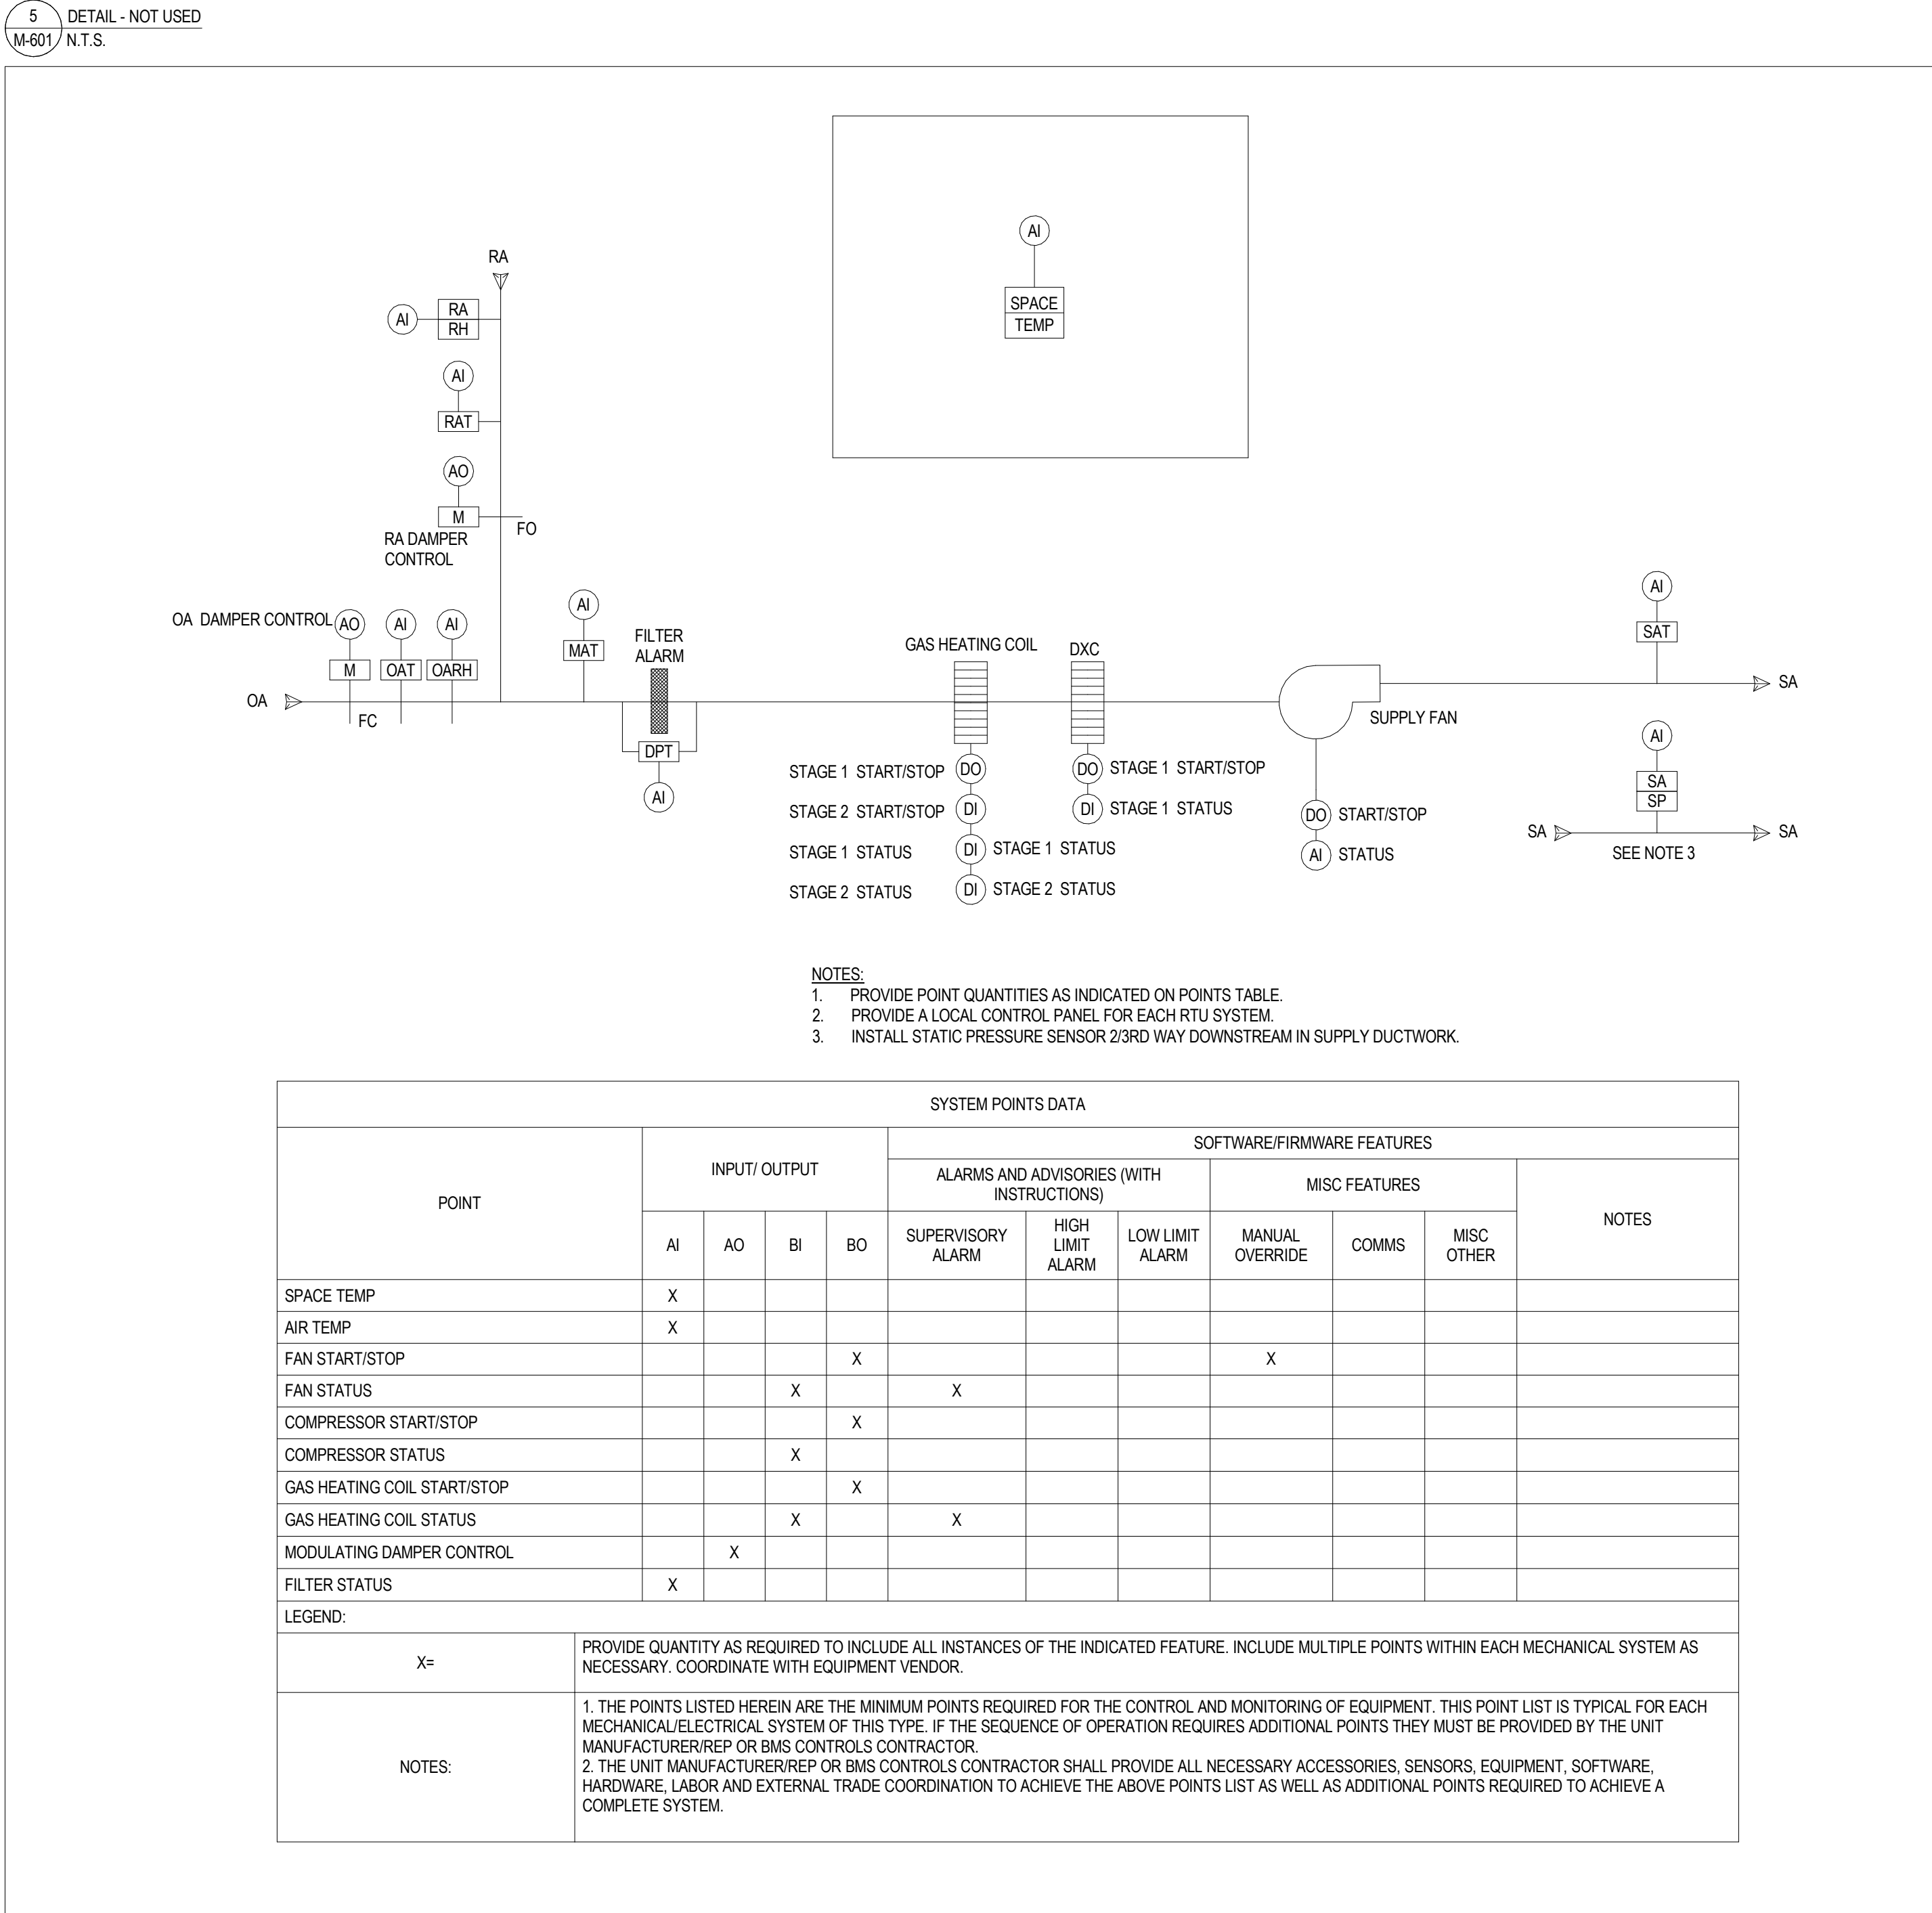 5 DETAIL - NOT USED
M-601 N.T.S.
AI
SPACE
TEMP
RA
AI RA
RH
AI
RAT
AO
M
FO
RA DAMPER
CONTROL
OA DAMPER CONTROL AO AI AI
M OAT OARH
OA
FC
AI
MAT
FILTER
ALARM
DPT
AI
GAS HEATING COIL
DXC
STAGE 1 START/STOP DO
STAGE 2 START/STOP DI
STAGE 1 STATUS DI STAGE 1 STATUS
STAGE 2 STATUS DI STAGE 2 STATUS
DO STAGE 1 START/STOP
DI STAGE 1 STATUS
SUPPLY FAN
DO START/STOP
AI STATUS
AI
SAT
SA
AI
SA
SP
SA SA
SEE NOTE 3
NOTES:
1. PROVIDE POINT QUANTITIES AS INDICATED ON POINTS TABLE.
2. PROVIDE A LOCAL CONTROL PANEL FOR EACH RTU SYSTEM.
3. INSTALL STATIC PRESSURE SENSOR 2/3RD WAY DOWNSTREAM IN SUPPLY DUCTWORK.
SYSTEM POINTS DATA
POINT
INPUT/ OUTPUT
SOFTWARE/FIRMWARE FEATURES
ALARMS AND ADVISORIES (WITH
INSTRUCTIONS)
MISC FEATURES
NOTES
AI AO BI BO
SUPERVISORY
ALARM
HIGH
LIMIT
ALARM
LOW LIMIT
ALARM
MANUAL
OVERRIDE
COMMS
MISC
OTHER
SPACE TEMP X
AIR TEMP X
FAN START/STOP X X
FAN STATUS X X
COMPRESSOR START/STOP X
COMPRESSOR STATUS X
GAS HEATING COIL START/STOP X
GAS HEATING COIL STATUS X X
MODULATING DAMPER CONTROL X
FILTER STATUS X
LEGEND:
X=
PROVIDE QUANTITY AS REQUIRED TO INCLUDE ALL INSTANCES OF THE INDICATED FEATURE. INCLUDE MULTIPLE POINTS WITHIN EACH MECHANICAL SYSTEM AS
NECESSARY. COORDINATE WITH EQUIPMENT VENDOR.
NOTES:
1. THE POINTS LISTED HEREIN ARE THE MINIMUM POINTS REQUIRED FOR THE CONTROL AND MONITORING OF EQUIPMENT. THIS POINT LIST IS TYPICAL FOR EACH
MECHANICAL/ELECTRICAL SYSTEM OF THIS TYPE. IF THE SEQUENCE OF OPERATION REQUIRES ADDITIONAL POINTS THEY MUST BE PROVIDED BY THE UNIT
MANUFACTURER/REP OR BMS CONTROLS CONTRACTOR.
2. THE UNIT MANUFACTURER/REP OR BMS CONTROLS CONTRACTOR SHALL PROVIDE ALL NECESSARY ACCESSORIES, SENSORS, EQUIPMENT, SOFTWARE,
HARDWARE, LABOR AND EXTERNAL TRADE COORDINATION TO ACHIEVE THE ABOVE POINTS LIST AS WELL AS ADDITIONAL POINTS REQUIRED TO ACHIEVE A
COMPLETE SYSTEM.